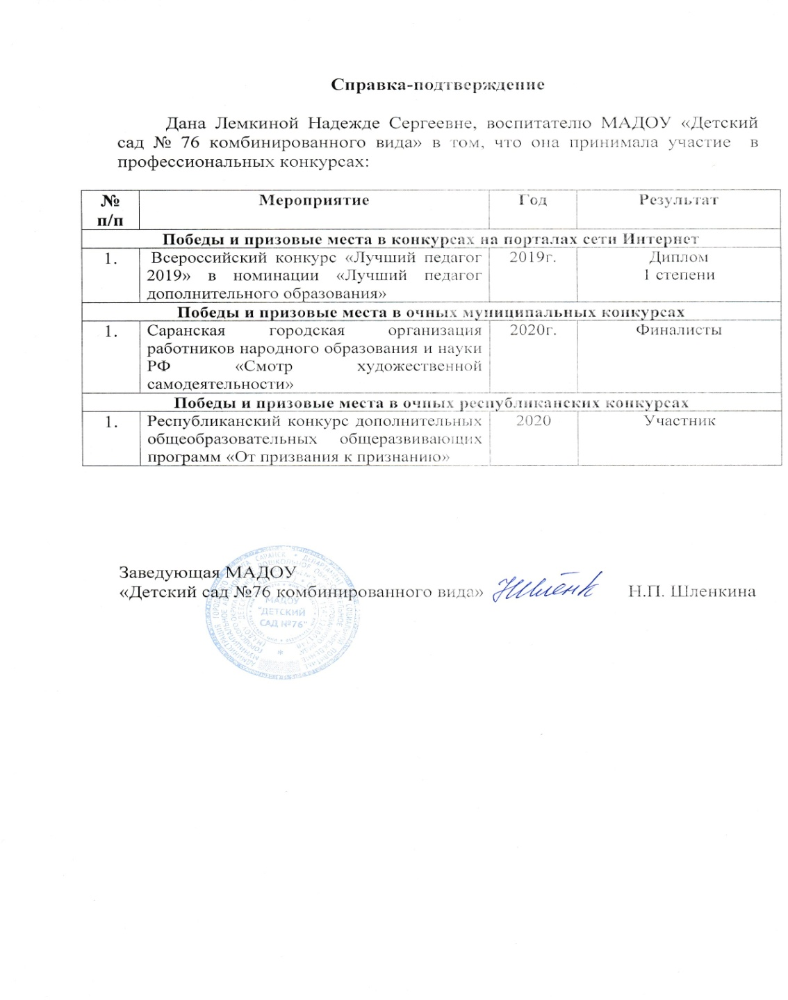 Справка-подтверждение
Дана Лемкиной Надежде Сергеевне, воспитателю МАДОУ «Детский
сад № 76 комбинированного вида» в том, что она принимала участие в
профессиональных конкурсах:
№ Мероприятие Год Результат
п/п
Победы и призовые места в конкурсах на порталах сети Интернет
1. Всероссийский конкурс «Лучший педагог 2019г. Диплом
2019» в номинации «Лучший педагог 1 степени
дополнительного образования»
Победы и призовые места в очных муниципальных конкурсах
1. Саранская городская организация 2020г. Финалисты
работников народного образования и науки
РФ «Смотр художественной
самодеятельности»
Победы и призовые места в очных республиканских конкурсах
1. Республиканский конкурс дополнительных 2020 Участник
общеобразовательных общеразвивающих
программ «От призвания к признанию»
Заведующая МАДОУ
«Детский сад №76 комбинированного вида» Н.П. Шленкина
МАДОУ
"ДЕТСКИЙ
САД №76"